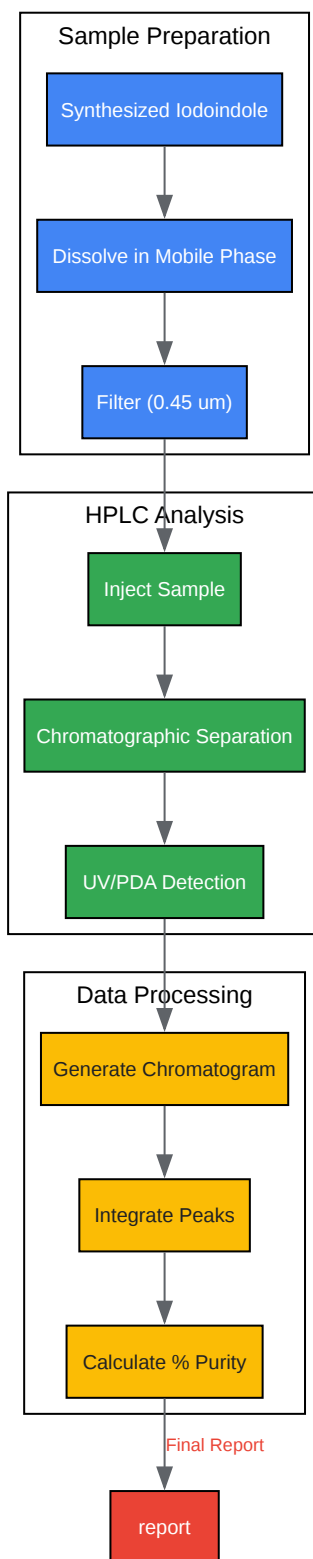 Sample Preparation
Synthesized Iodoindole
Dissolve in Mobile Phase
Filter (0.45 um)
HPLC Analysis
Inject Sample
Chromatographic Separation
UV/PDA Detection
Data Processing
Generate Chromatogram
Integrate Peaks
Calculate % Purity
Final Report
report